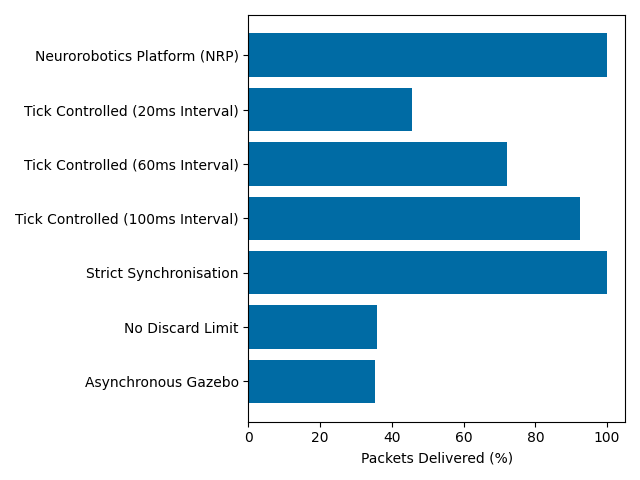 Neurorobotics Platform (NRP)
Tick Controlled (20ms Interval)
Tick Controlled (60ms Interval)
Tick Controlled (100ms Interval)
Strict Synchronisation
No Discard Limit
Asynchronous Gazebo
0 20 40 60 80 100
Packets Delivered (%)